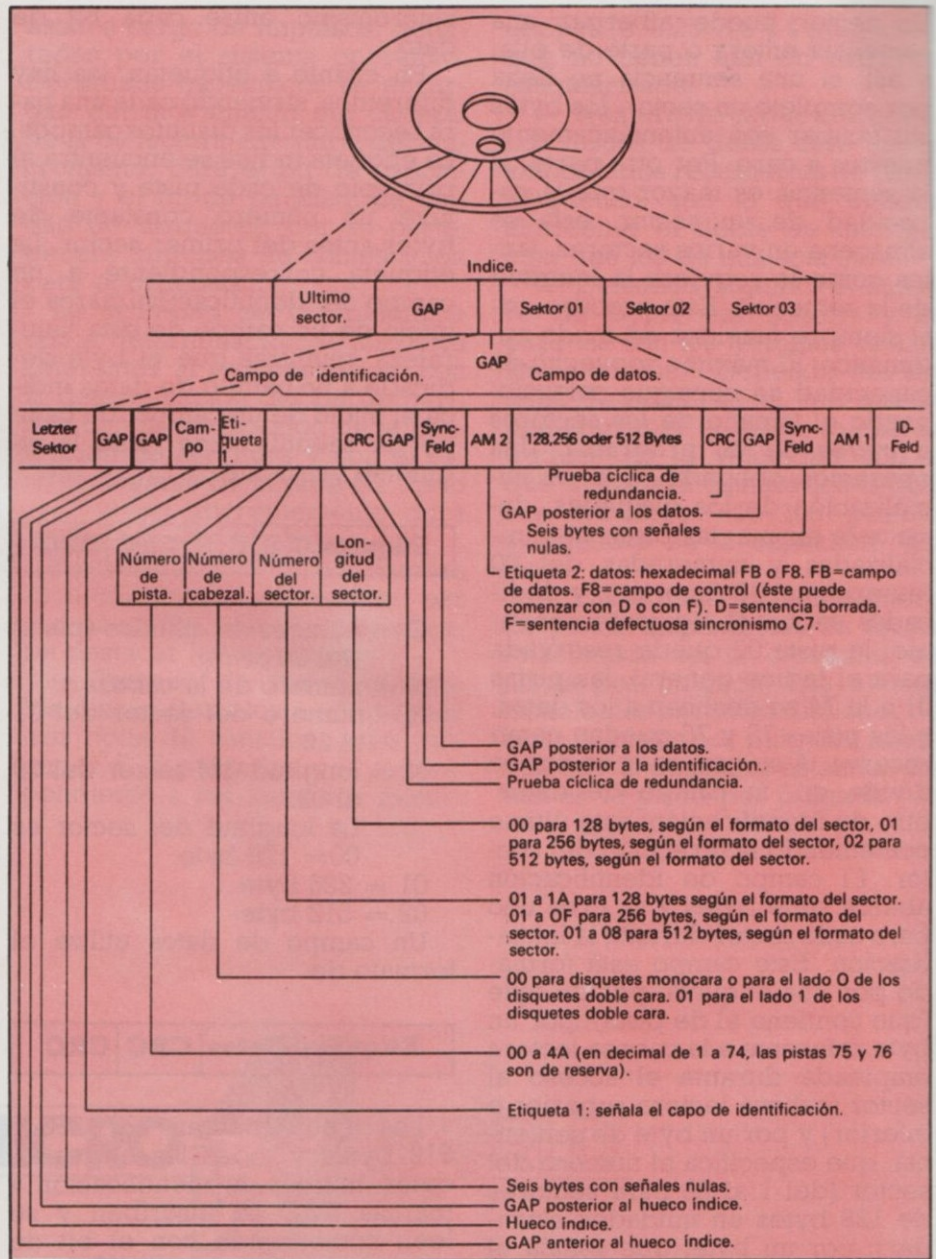 Indice.
Ultimo
sector.
GAP
Sektor 01
Sektor 02
Sektor 03
GAP
Campo de identificación.
Campo de datos.
Letzter
Sektor
GAP
GAP
Cam-
po
Eti-
queta
1.
CRC
GAP
Sync-
Feld
AM 2
128,256 oder 512 Bytes
CRC
GAP
Sync-
Feld
AM 1
ID-
Feld
Prueba cíclica de
redundancia.
GAP posterior a los datos.
Seis bytes con señales
nulas.
Número
de
pista.
Número
de
cabezal.
Número
del
sector.
Lon-
gitud
del
sector.
Etiqueta 2: datos: hexadecimal FB o F8. FB=campo
de datos. F8=campo de control (éste puede
comenzar con D o con F). D=sentencia borrada.
F=sentencia defectuosa sincronismo C7.
GAP posterior a los datos.
GAP posterior a la identificación.
Prueba cíclica de redundancia.
00 para 128 bytes, según el formato del sector, 01
para 256 bytes, según el formato del sector, 02 para
512 bytes, según el formato del sector.
01 a 1A para 128 bytes según el formato del sector.
01 a OF para 256 bytes, según el formato del
sector. 01 a 08 para 512 bytes, según el formato del
sector.
00 para disquetes monocara o para el lado O de los
disquetes doble cara. 01 para el lado 1 de los
disquetes doble cara.
00 a 4A (en decimal de 1 a 74, las pistas 75 y 76
son de reserva).
Etiqueta 1: señala el capo de identificación.
Seis bytes con señales nulas.
GAP posterior al hueco índice.
Hueco índice.
GAP anterior al hueco índice.